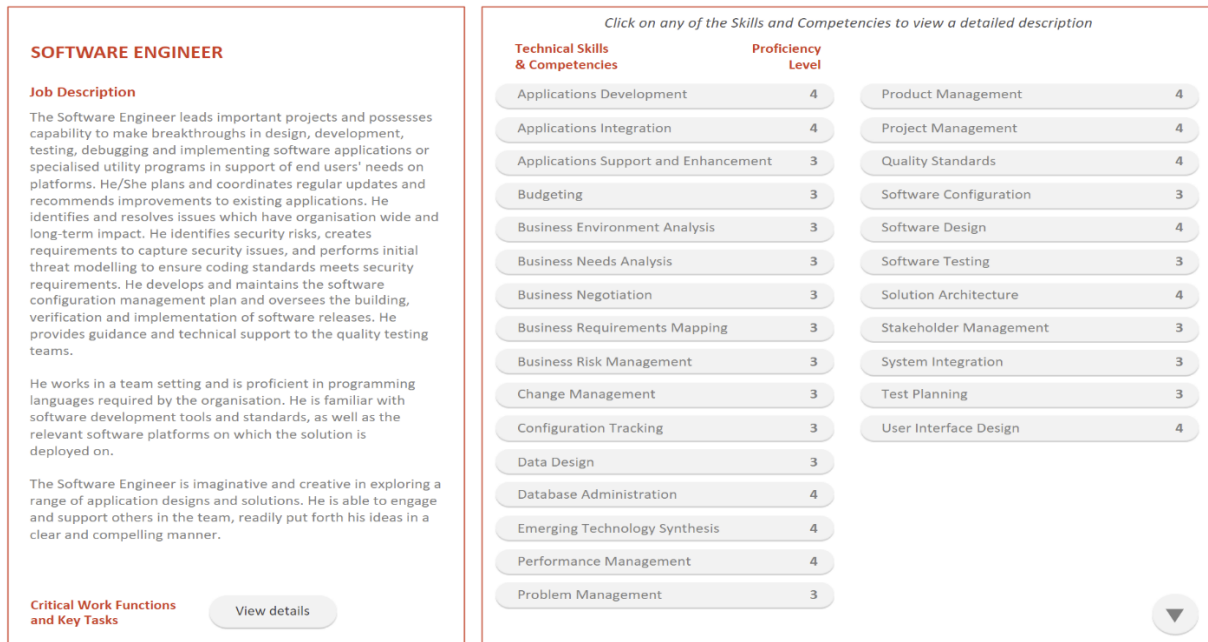 SOFTWARE ENGINEER
Job Description
The Software Engineer leads important projects and possesses
capability to make breakthroughs in design, development,
testing, debugging and implementing software applications or
specialised utility programs in support of end users' needs on
platforms. He/She plans and coordinates regular updates and
recommends improvements to existing applications. He
identifies and resolves issues which have organisation wide and
long-term impact. He identifies security risks, creates
requirements to capture security issues, and performs initial
threat modelling to ensure coding standards meets security
requirements. He develops and maintains the software
configuration management plan and oversees the building,
verification and implementation of software releases. He
provides guidance and technical support to the quality testing
teams.
He works in a team setting and is proficient in programming
languages required by the organisation. He is familiar with
software development tools and standards, as well as the
relevant software platforms on which the solution is
deployed on.
The Software Engineer is imaginative and creative in exploring a
range of application designs and solutions. He is able to engage
and support others in the team, readily put forth his ideas in a
clear and compelling manner.
Critical Work Functions
and Key Tasks
View details
Click on any of the Skills and Competencies to view a detailed description
Technical Skills
& Competencies
Proficiency
Level
Applications Development 4
Applications Integration 4
Applications Support and Enhancement 3
Budgeting 3
Business Environment Analysis 3
Business Needs Analysis 3
Business Negotiation 3
Business Requirements Mapping 3
Business Risk Management 3
Change Management 3
Configuration Tracking 3
Data Design 3
Database Administration 4
Emerging Technology Synthesis 4
Performance Management 4
Problem Management 3
Product Management 4
Project Management 4
Quality Standards 4
Software Configuration 3
Software Design 4
Software Testing 3
Solution Architecture 4
Stakeholder Management 3
System Integration 3
Test Planning 3
User Interface Design 4